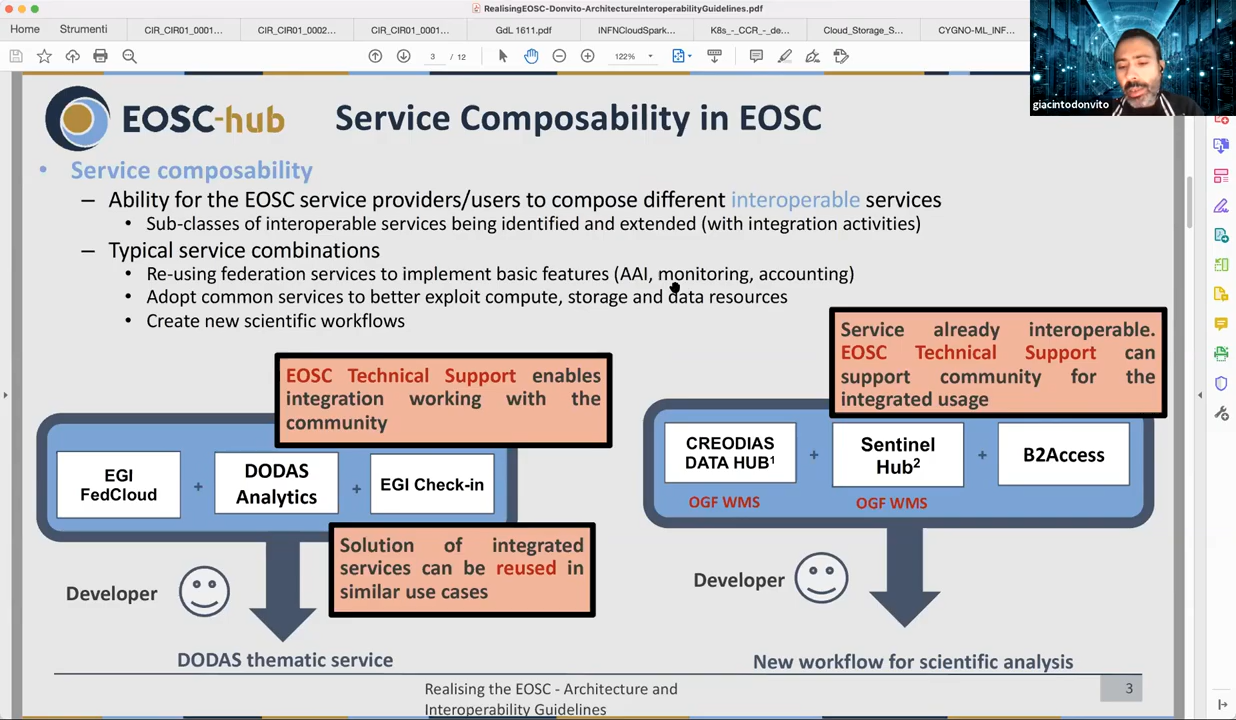 RealisingEOSC-Donvito-ArchitectureInteroperabilityGuidelines.pdf
Home Strumenti CIR_CIR01_0001... CIR_CIR01_0002... CIR_CIR01_0001... GdL 1611.pdf INFNCloudSpark... K8s_-_CCR_-_de... Cloud_Storage_S... CYGNO-ML_INF...
3 / 12 122%
giacintodonvito
EOSC-hub
Service Composability in EOSC
• Service composability
– Ability for the EOSC service providers/users to compose different interoperable services
• Sub-classes of interoperable services being identified and extended (with integration activities)
– Typical service combinations
• Re-using federation services to implement basic features (AAI, monitoring, accounting)
• Adopt common services to better exploit compute, storage and data resources
• Create new scientific workflows
EOSC Technical Support enables
integration working with the
community
EGI
FedCloud
+
DODAS
Analytics
+
EGI Check-in
Solution of integrated
services can be reused in
similar use cases
Developer
DODAS thematic service
Service already interoperable.
EOSC Technical Support can
support community for the
integrated usage
CREODIAS
DATA HUB¹
+
Sentinel
Hub²
+
B2Access
OGF WMS
OGF WMS
Developer
New workflow for scientific analysis
Realising the EOSC - Architecture and
Interoperability Guidelines
3